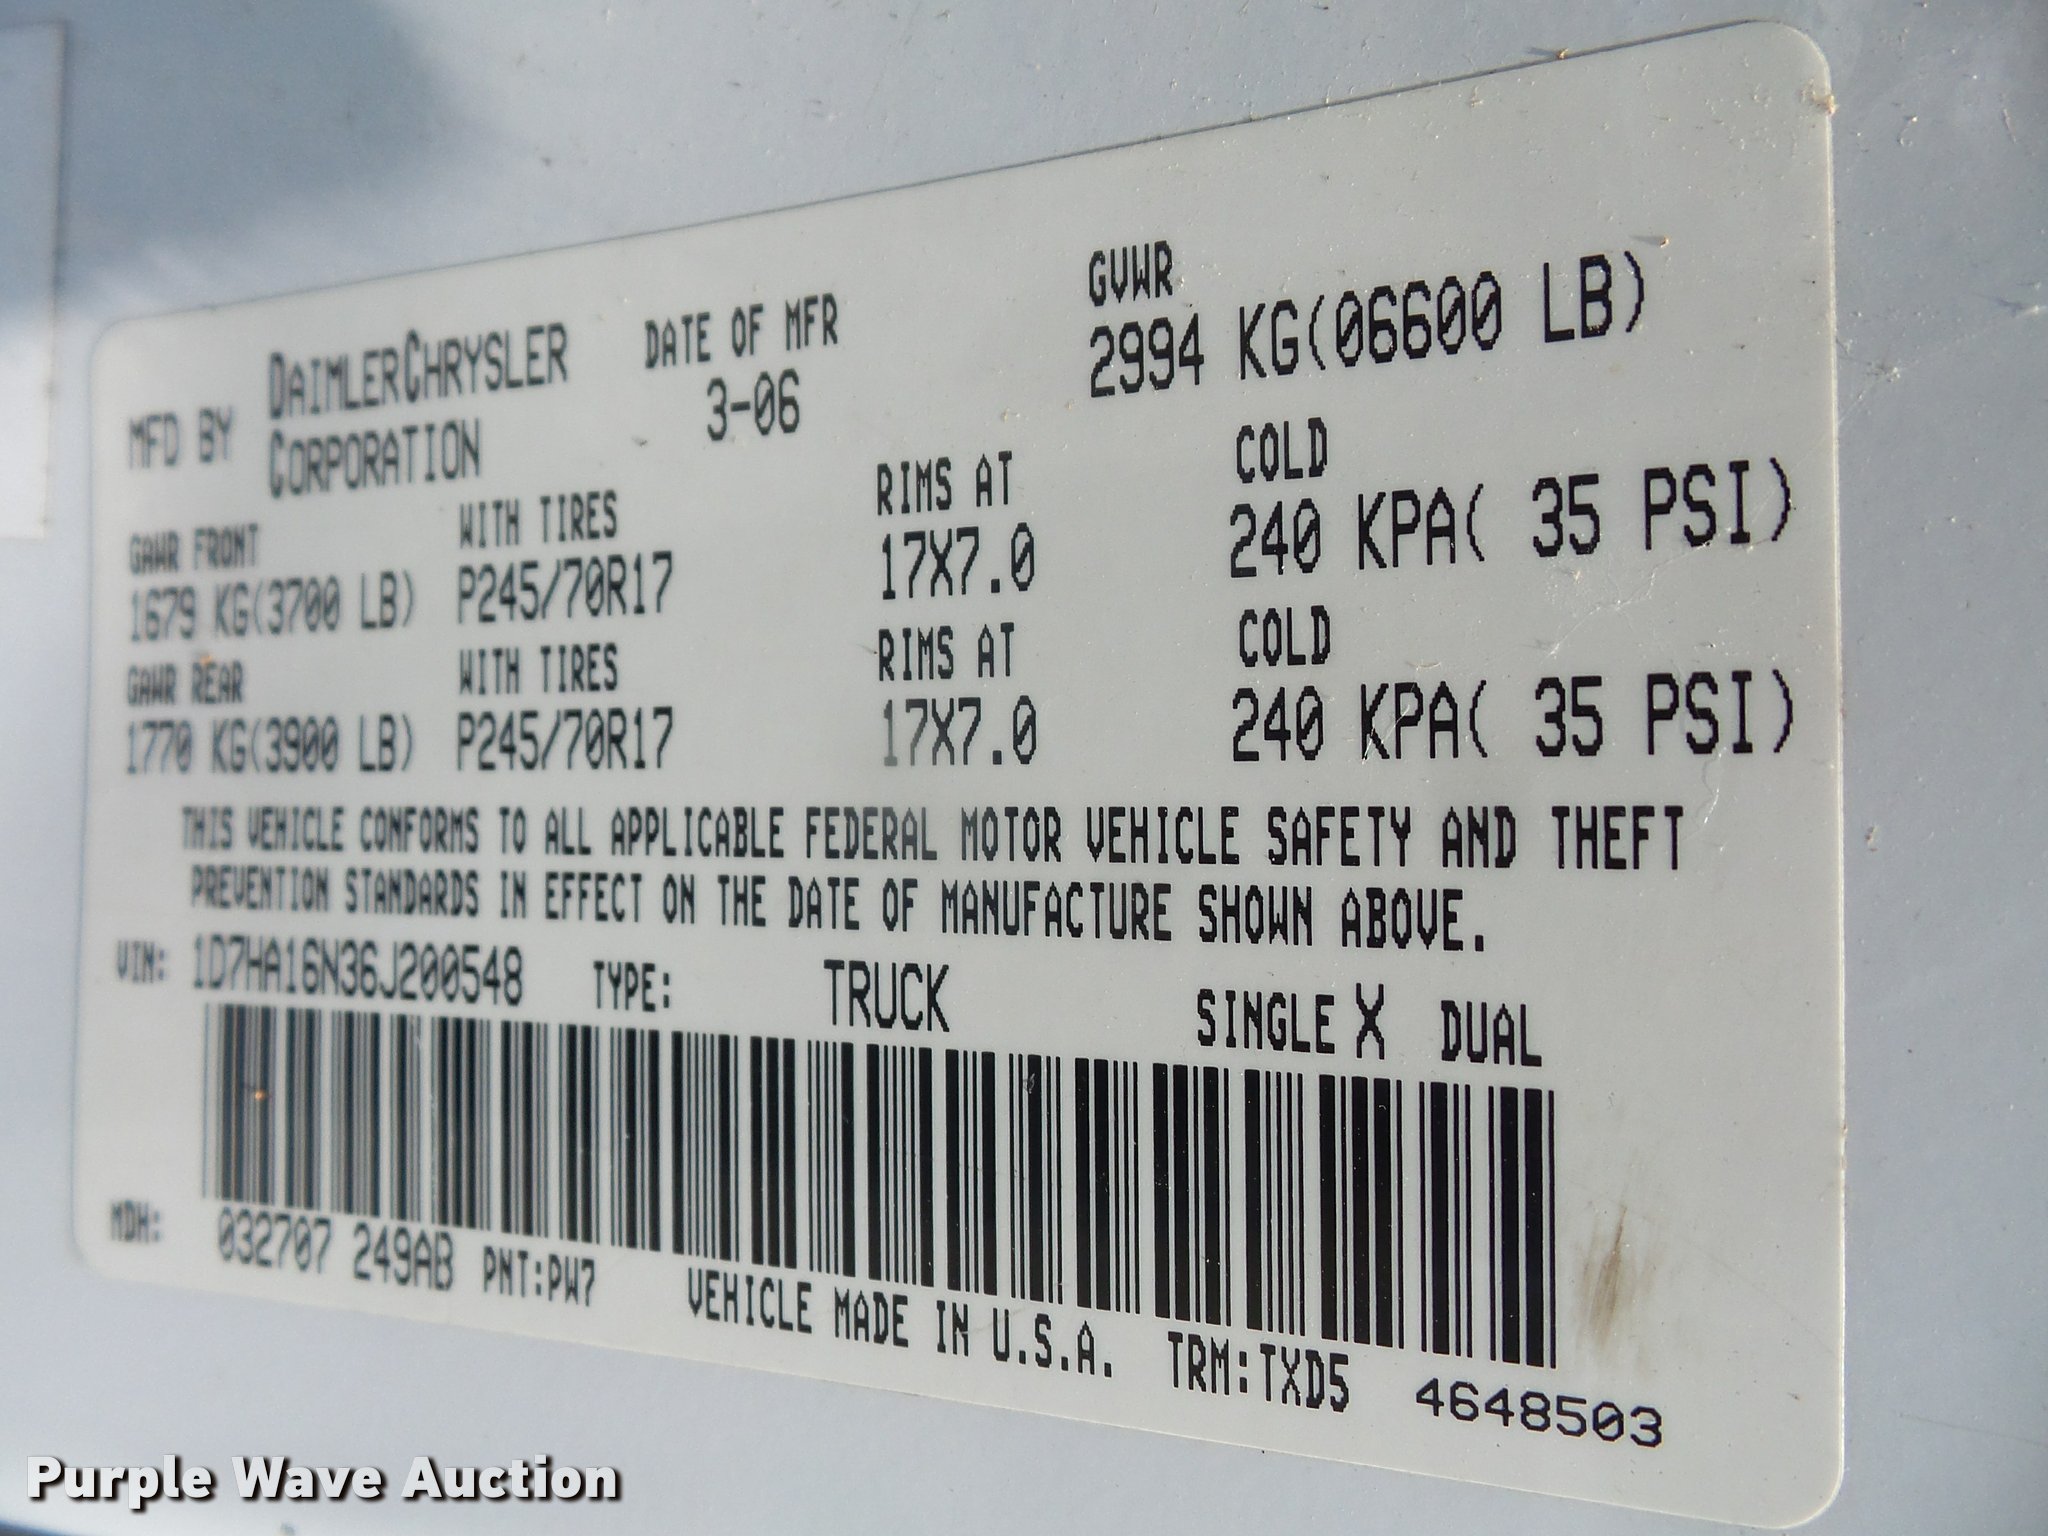 MFD BY DAIMLERCHRYSLER CORPORATION
DATE OF MFR
3-06
GVWR
2994 KG(06600 LB)
GAWR FRONT WITH TIRES RIMS AT COLD
1679 KG(3700 LB) P245/70R17 17X7.0 240 KPA( 35 PSI)
GAWR REAR WITH TIRES RIMS AT COLD
1770 KG(3900 LB) P245/70R17 17X7.0 240 KPA( 35 PSI)
THIS VEHICLE CONFORMS TO ALL APPLICABLE FEDERAL MOTOR VEHICLE SAFETY AND THEFT
PREVENTION STANDARDS IN EFFECT ON THE DATE OF MANUFACTURE SHOWN ABOVE.
VIN: 1D7HA16N36J200548 TYPE: TRUCK SINGLE X DUAL
MDH: 032707 249AB PNT:PW7 VEHICLE MADE IN U.S.A. TRM:TXD5 4648503
Purple Wave Auction